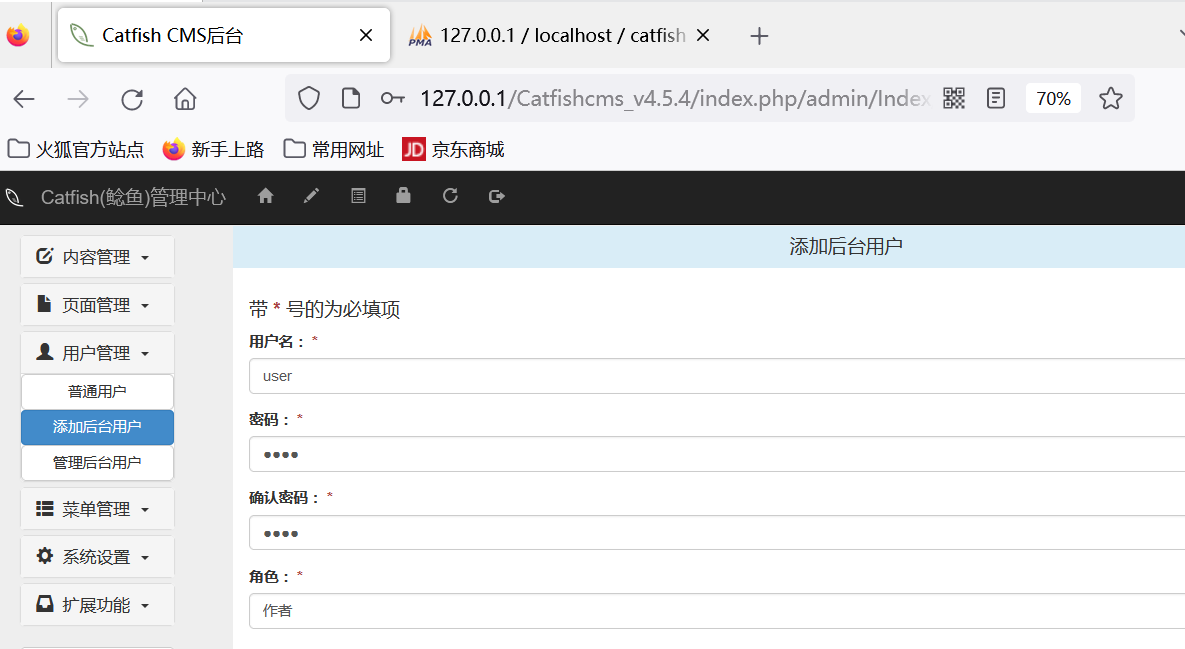 Catfish CMS后台
PMA 127.0.0.1 / localhost / catfish
127.0.0.1/Catfishcms_v4.5.4/index.php/admin/Index
70%
火狐官方站点 新手上路 常用网址 JD 京东商城
Catfish(鲶鱼)管理中心
内容管理
页面管理
用户管理
普通用户
添加后台用户
管理后台用户
菜单管理
系统设置
扩展功能
添加后台用户
带 * 号的为必填项
用户名： *
user
密码： *
确认密码： *
角色： *
作者